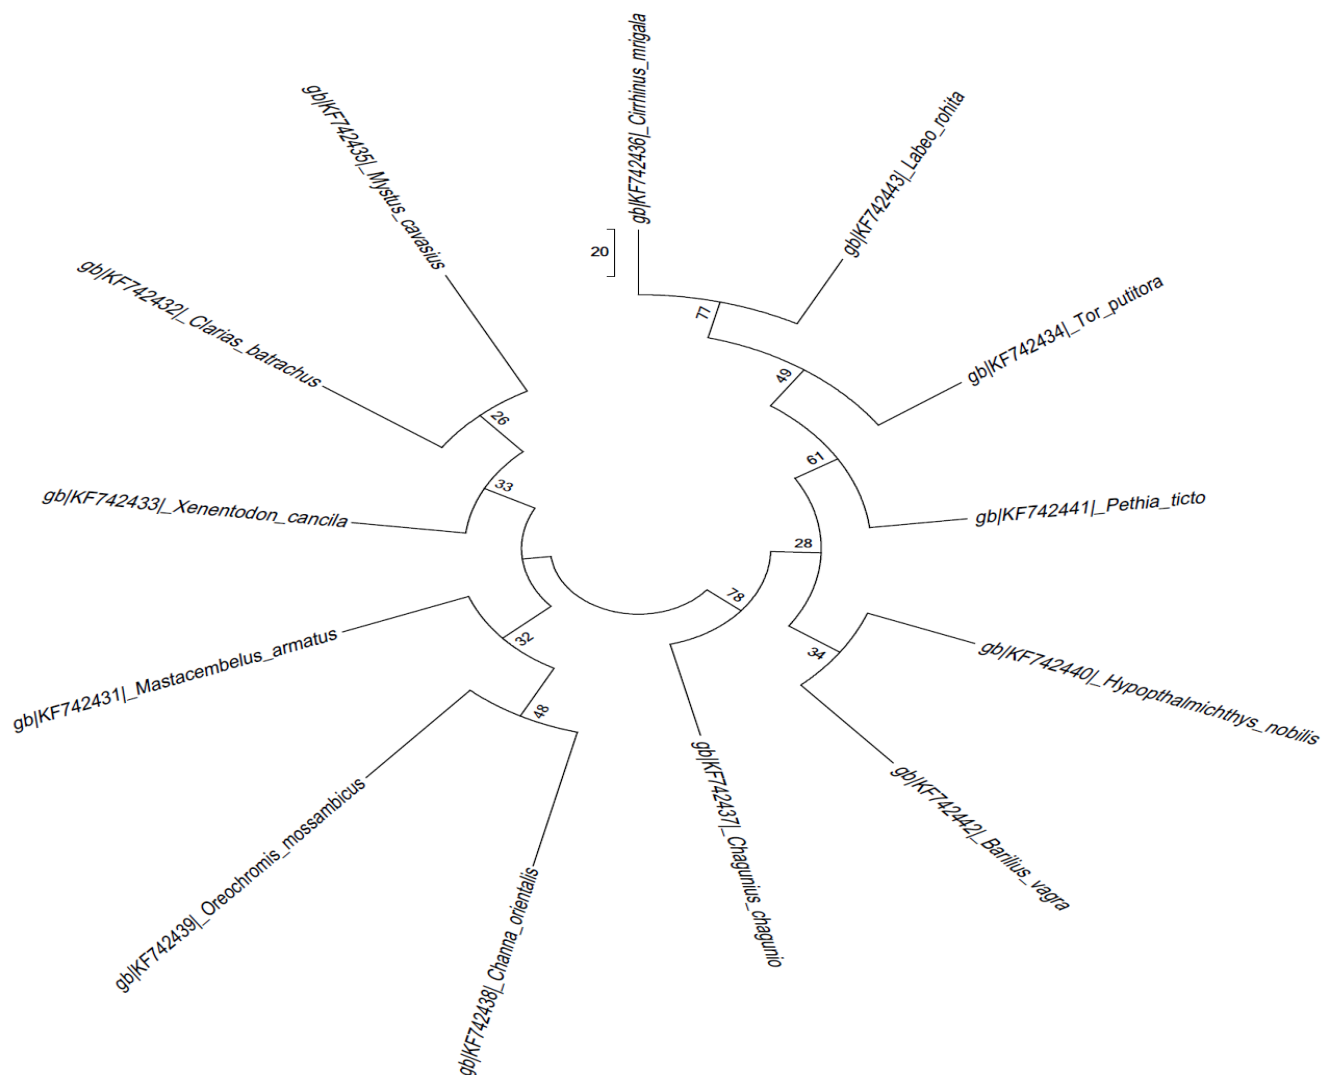 gb|KF742436|_Cirrhinus_mrigala
gb|KF742443|_Labeo_rohita
gb|KF742434|_Tor_putitora
gb|KF742441|_Pethia_ticto
gb|KF742440|_Hypopthalmichthys_nobilis
gb|KF742442|_Barilius_vagra
gb|KF742437|_Chagunius_chagunio
gb|KF742438|_Channa_orientalis
gb|KF742439|_Oreochromis_mossambicus
gb|KF742431|_Mastacembelus_armatus
gb|KF742433|_Xenentodon_cancila
gb|KF742432|_Clarias_batrachus
gb|KF742435|_Mystus_cavasius
20
77
49
61
28
34
78
48
32
33
26